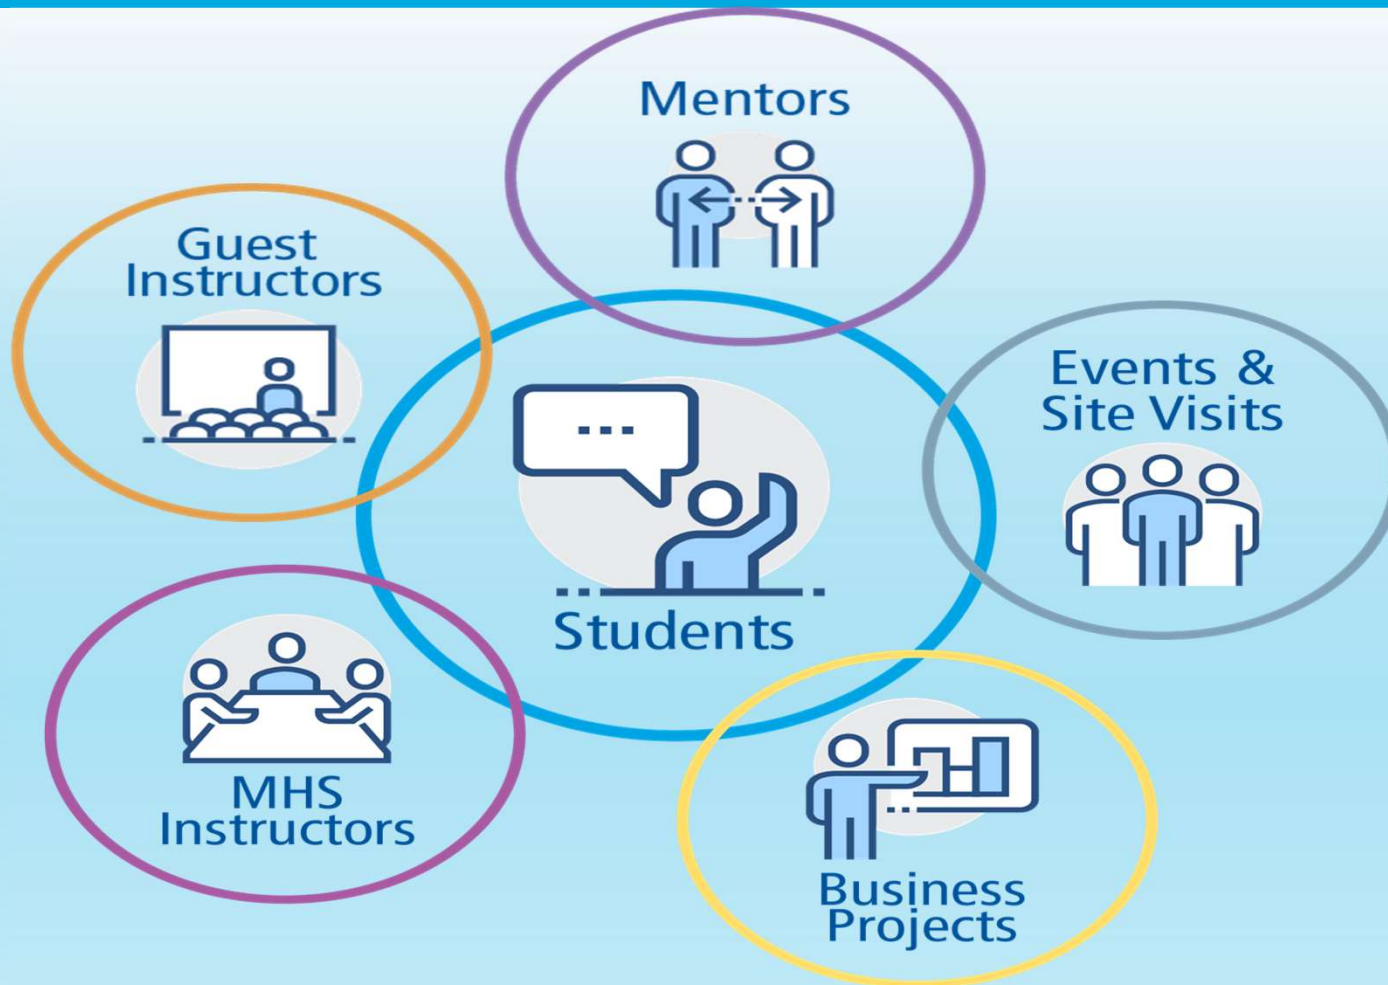 Mentors
Guest
Instructors
Events &
Site Visits
Students
MHS
Instructors
Business
Projects